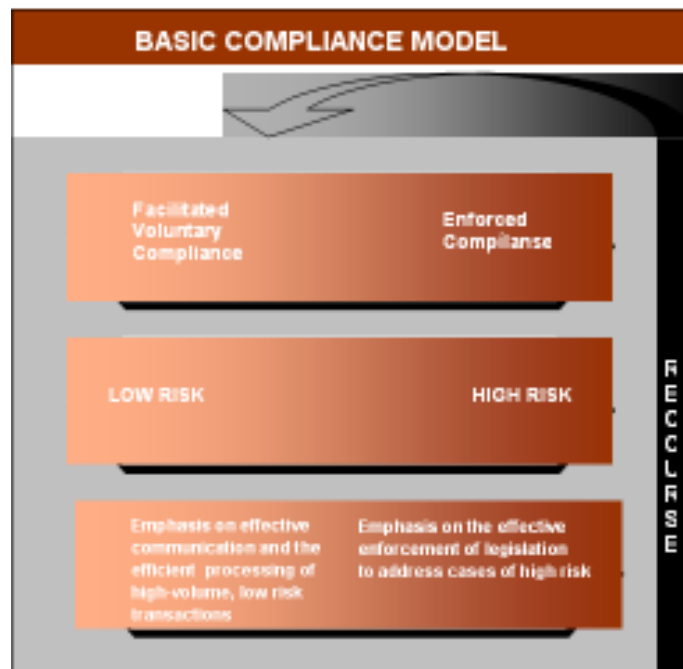 BASIC COMPLIANCE MODEL
Facilitated
Voluntary
Compliance
Enforced
Complianse
LOW RISK
HIGH RISK
Emphasis on effective
communication and the
efficient processing of
high-volume, low risk
transactions
Emphasis on the effective
enforcement of legislation
to address cases of high risk